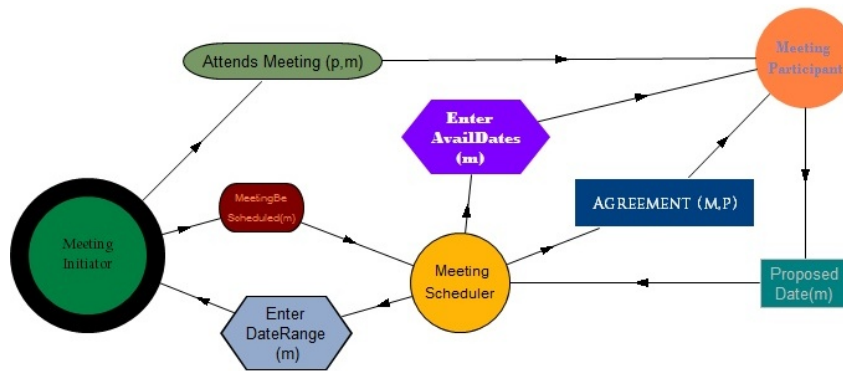 Attends Meeting (p,m)
Meeting
Participant
Enter
AvailDates
(m)
MeetingBe
Scheduled(m)
AGREEMENT (M,P)
Meeting
Initiator
Meeting
Scheduler
Proposed
Date(m)
Enter
DateRange
(m)